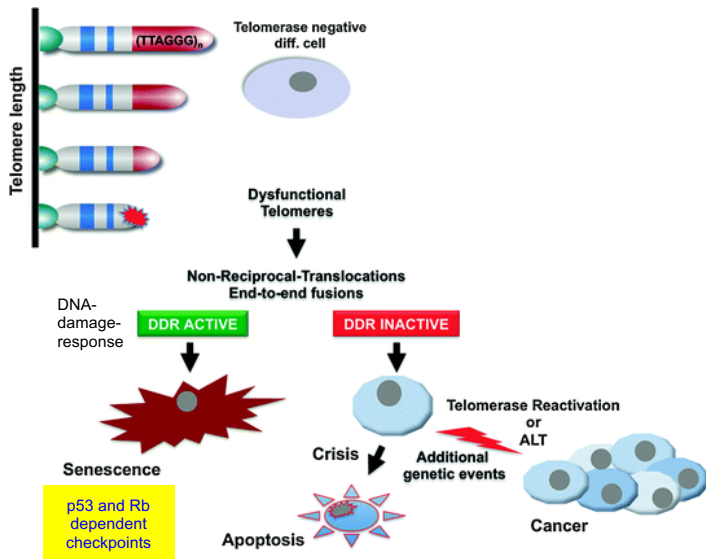 Telomere length
(TTAGGG)n
Telomerase negative
diff. cell
Dysfunctional
Telomeres
Non-Reciprocal-Translocations
End-to-end fusions
DNA-
damage-
response
DDR ACTIVE
DDR INACTIVE
Telomerase Reactivation
or
ALT
Additional
genetic events
Crisis
Senescence
p53 and Rb
dependent
checkpoints
Apoptosis
Cancer